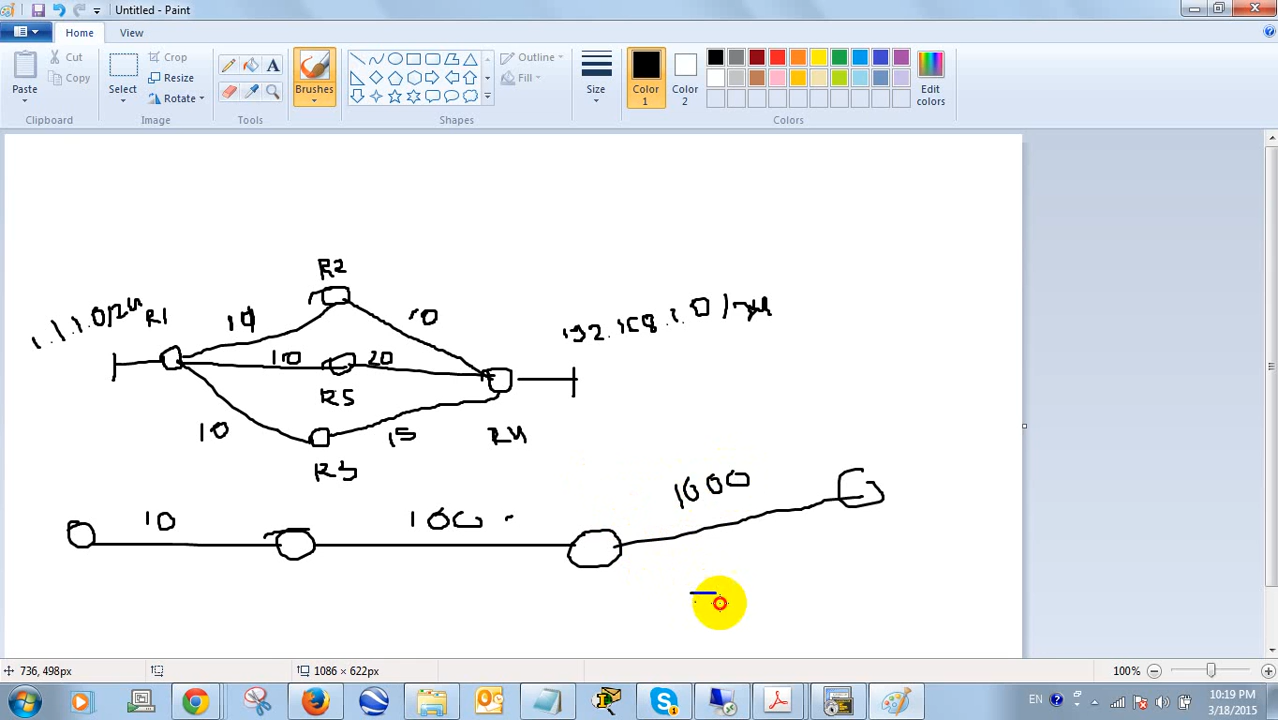 Untitled - Paint
Home View
Paste
Cut
Copy
Clipboard
Select
Crop
Resize
Rotate
Image
A
Tools
Brushes
Outline
Fill
Shapes
Size
Color 1
Color 2
Edit colors
Colors
R2
1.1.1.0/24 R1
10
10
192.168.1.0/24
10 20
R5
10
15
R4
R3
1000
10
100
736, 498px
1086 × 622px
100%
EN
10:19 PM
3/18/2015